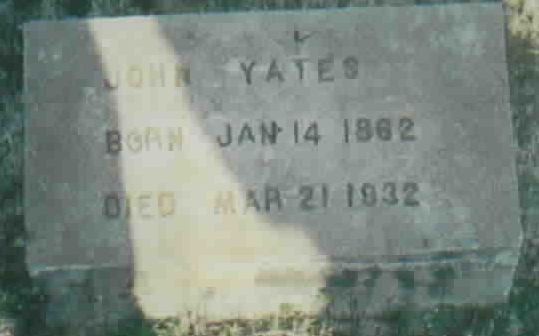 JOHN YATES
BORN JAN 14 1862
DIED MAR 21 1932